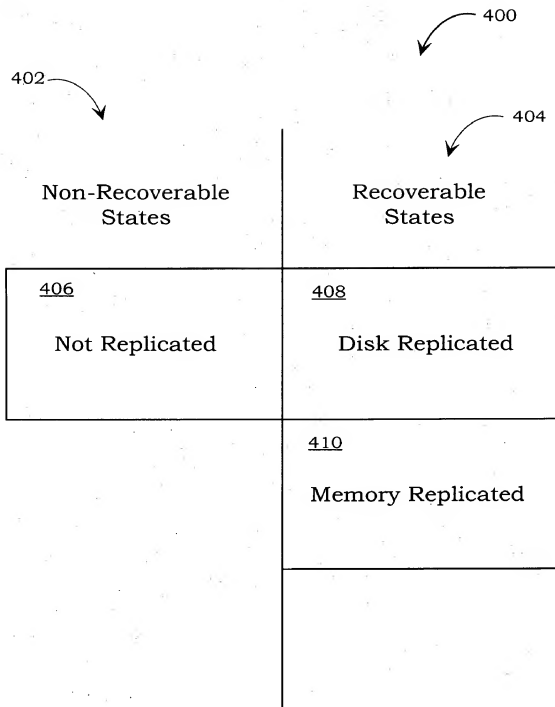 400
402
404
Non-Recoverable
States
Recoverable
States
406
Not Replicated
408
Disk Replicated
410
Memory Replicated